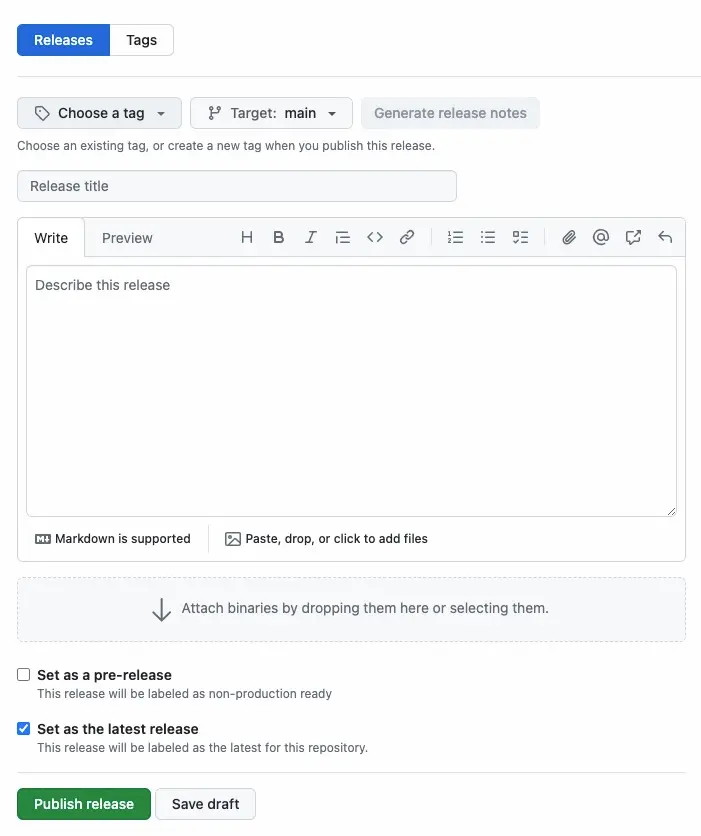 Releases Tags
Choose a tag Target: main Generate release notes
Choose an existing tag, or create a new tag when you publish this release.
Release title
Write Preview
Describe this release
Markdown is supported Paste, drop, or click to add files
Attach binaries by dropping them here or selecting them.
Set as a pre-release
This release will be labeled as non-production ready
Set as the latest release
This release will be labeled as the latest for this repository.
Publish release Save draft